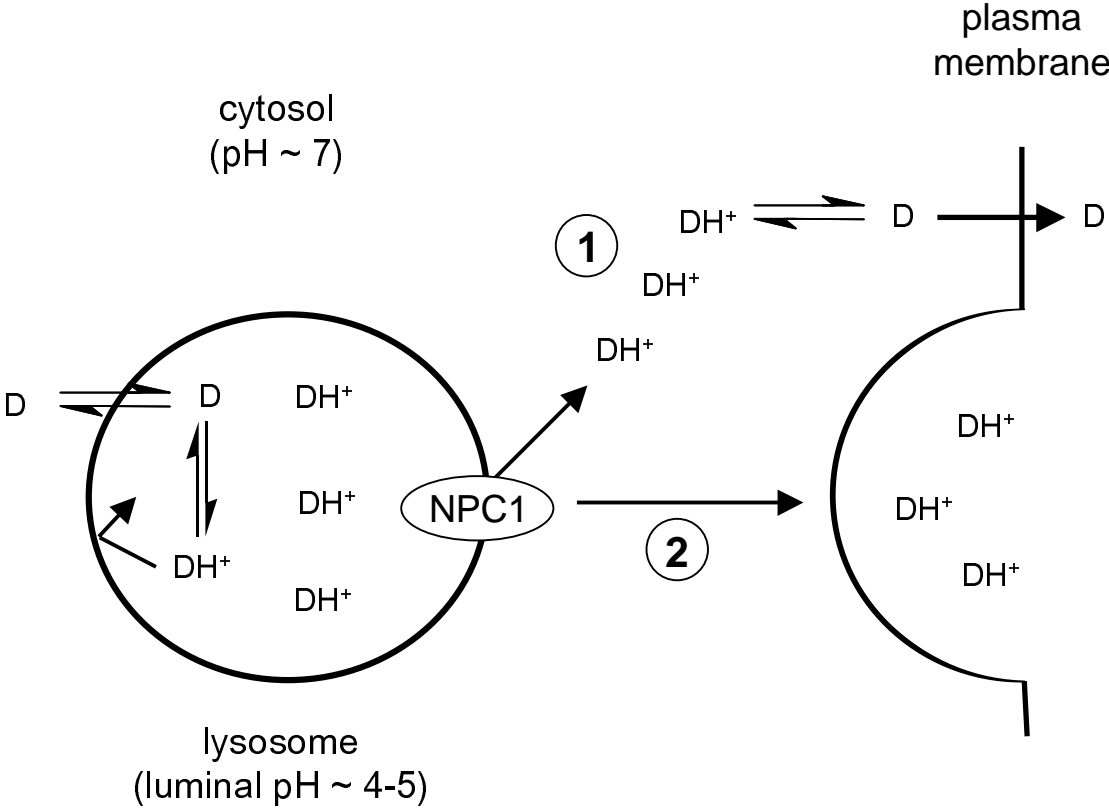 plasma
membrane
cytosol
(pH ~ 7)
DH⁺
D
D
1
DH⁺
DH⁺
D
D
DH⁺
DH⁺
DH⁺
NPC1
DH⁺
2
DH⁺
DH⁺
DH⁺
lysosome
(luminal pH ~ 4-5)